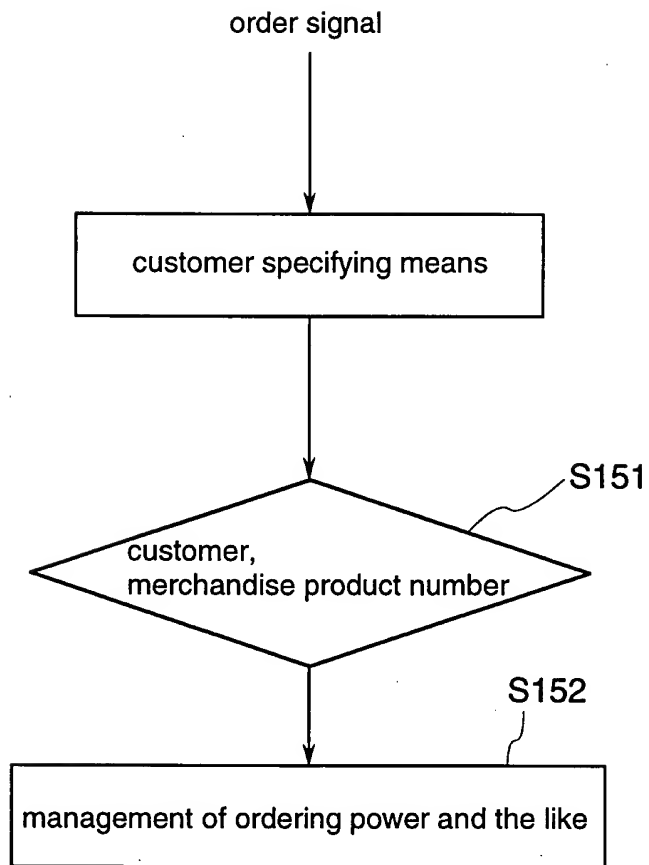 order signal
customer specifying means
S151
customer,
merchandise product number
S152
management of ordering power and the like